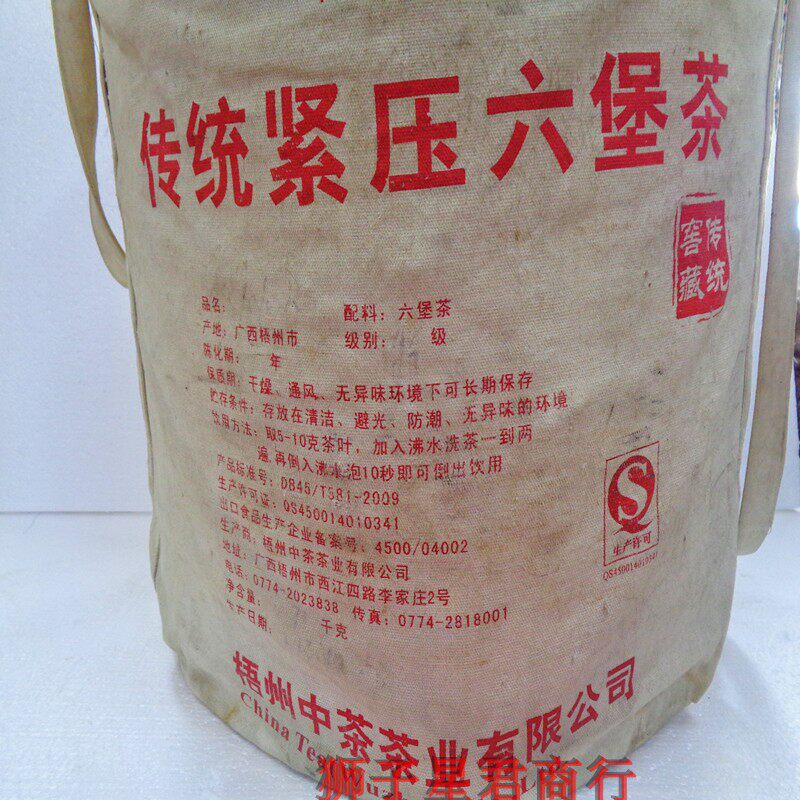 传统紧压六堡茶
传统
窖藏
品名：
配料：六堡茶
产地：广西梧州市
级别： 级
陈化期： 年
保质期：干燥、通风、无异味环境下可长期保存
贮存条件：存放在清洁、避光、防潮、无异味的环境
饮用方法：取5-10克茶叶，加入沸水洗茶一到两
遍,再倒入沸水泡10秒即可倒出饮用
产品标准号：DB45/T581-2009
生产许可证：QS450014010341
出口食品生产企业备案号：4500/04002
生产商：梧州中茶茶业有限公司
地址：广西梧州市西江四路李家庄2号
电话：0774-2023838 传真：0774-2818001
净含量： 千克
生产日期：
生产许可
QS450014010341
梧州中茶茶业有限公司
China Tea
狮子星君商行